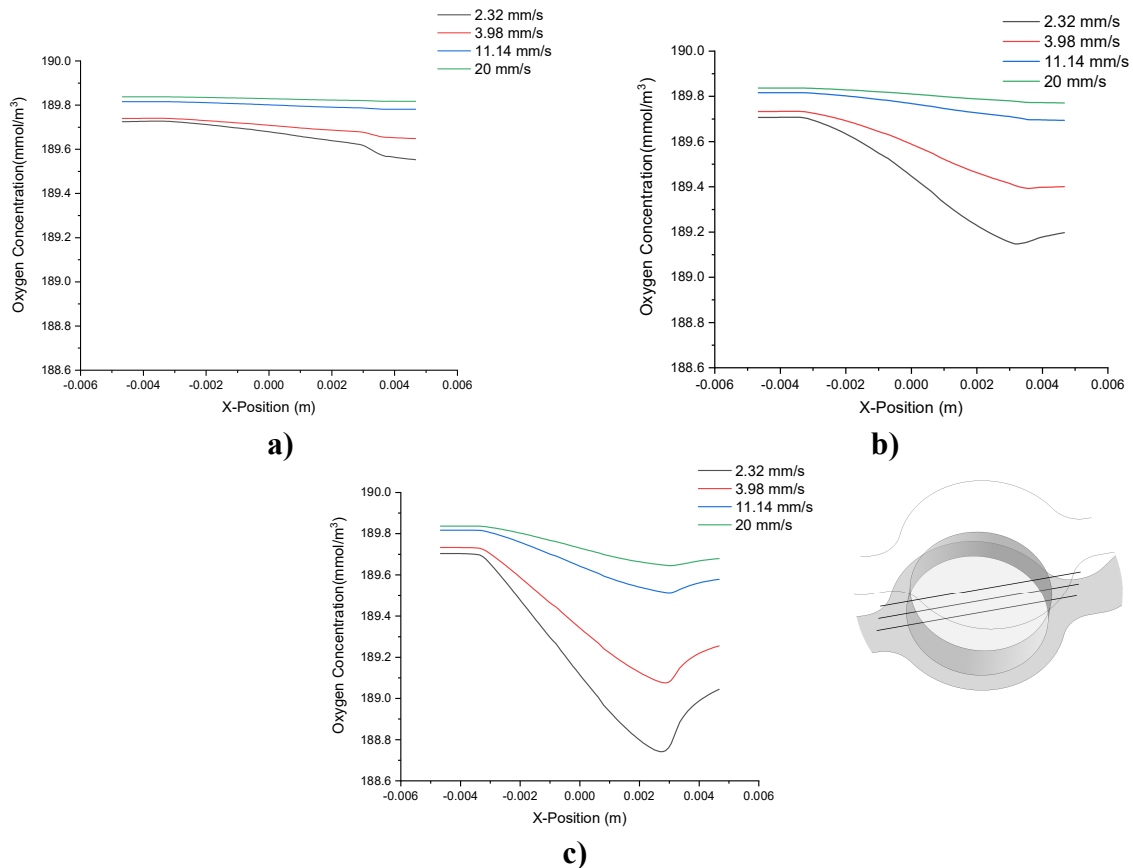 2.32 mm/s
3.98 mm/s
11.14 mm/s
20 mm/s
190.0
189.8
189.6
189.4
189.2
189.0
188.8
188.6
Oxygen Concentration(mmol/m³)
-0.006 -0.004 -0.002 0.000 0.002 0.004 0.006
X-Position (m)
a)
2.32 mm/s
3.98 mm/s
11.14 mm/s
20 mm/s
190.0
189.8
189.6
189.4
189.2
189.0
188.8
188.6
Oxygen Concentration(mmol/m³)
-0.006 -0.004 -0.002 0.000 0.002 0.004 0.006
X-Position (m)
b)
2.32 mm/s
3.98 mm/s
11.14 mm/s
20 mm/s
190.0
189.8
189.6
189.4
189.2
189.0
188.8
188.6
Oxygen Concentration(mmol/m³)
-0.006 -0.004 -0.002 0.000 0.002 0.004 0.006
X-Position (m)
c)